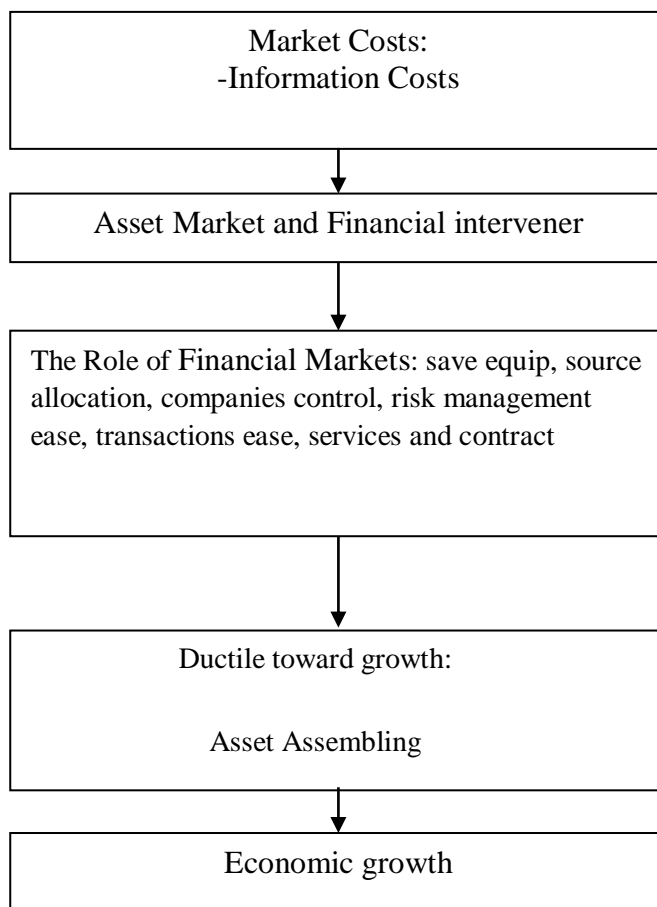 Market Costs:
-Information Costs
Asset Market and Financial intervener
The Role of Financial Markets: save equip, source
allocation, companies control, risk management
ease, transactions ease, services and contract
Ductile toward growth:
Asset Assembling
Economic growth